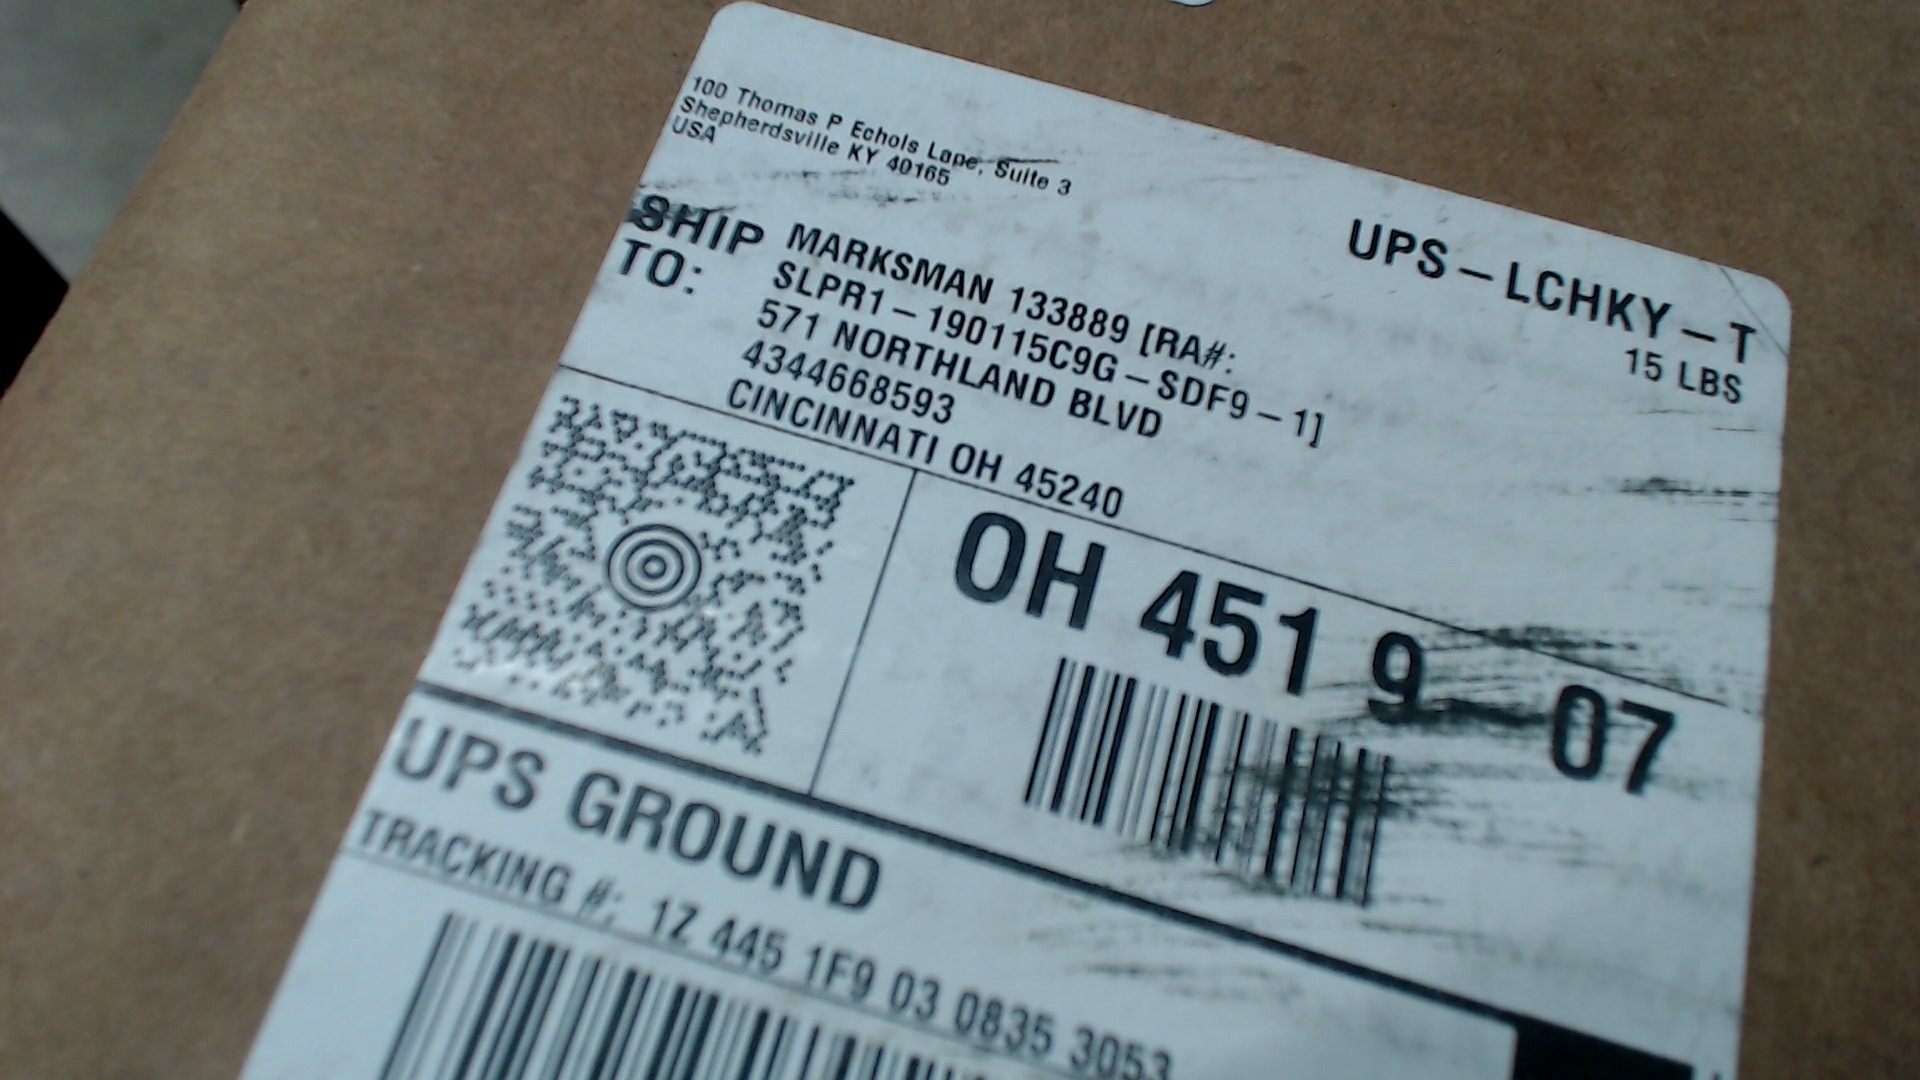 100 Thomas P Echols Lane, Suite 3
Shepherdsville KY 40165
USA
UPS-LCHKY-T
15 LBS
SHIP TO:
MARKSMAN 133889 [RA#:
SLPR1-190115C9G-SDF9-1]
571 NORTHLAND BLVD
4344668593
CINCINNATI OH 45240
OH 451 9-07
UPS GROUND
TRACKING #: 1Z 445 1F9 03 0835 3053